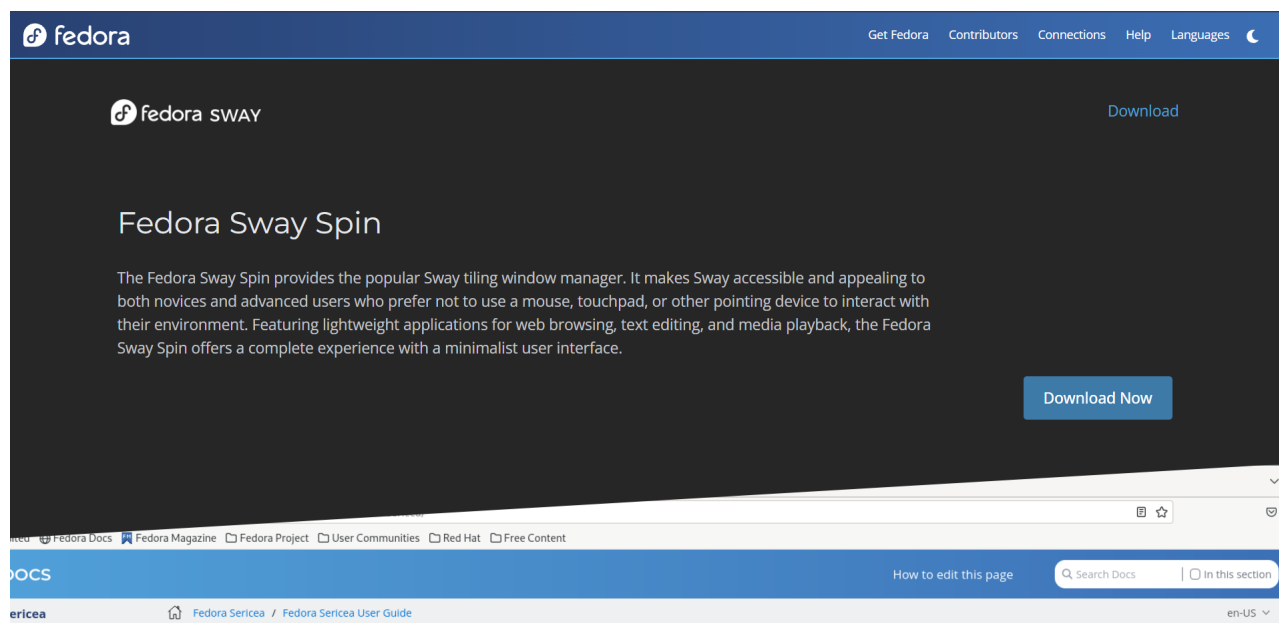 fedora
Get Fedora Contributors Connections Help Languages
fedora SWAY
Download
Fedora Sway Spin
The Fedora Sway Spin provides the popular Sway tiling window manager. It makes Sway accessible and appealing to
both novices and advanced users who prefer not to use a mouse, touchpad, or other pointing device to interact with
their environment. Featuring lightweight applications for web browsing, text editing, and media playback, the Fedora
Sway Spin offers a complete experience with a minimalist user interface.
Download Now
Fedora Docs Fedora Magazine Fedora Project User Communities Red Hat Free Content
DOCS How to edit this page Search Docs In this section
ericea Fedora Sericea / Fedora Sericea User Guide en-US